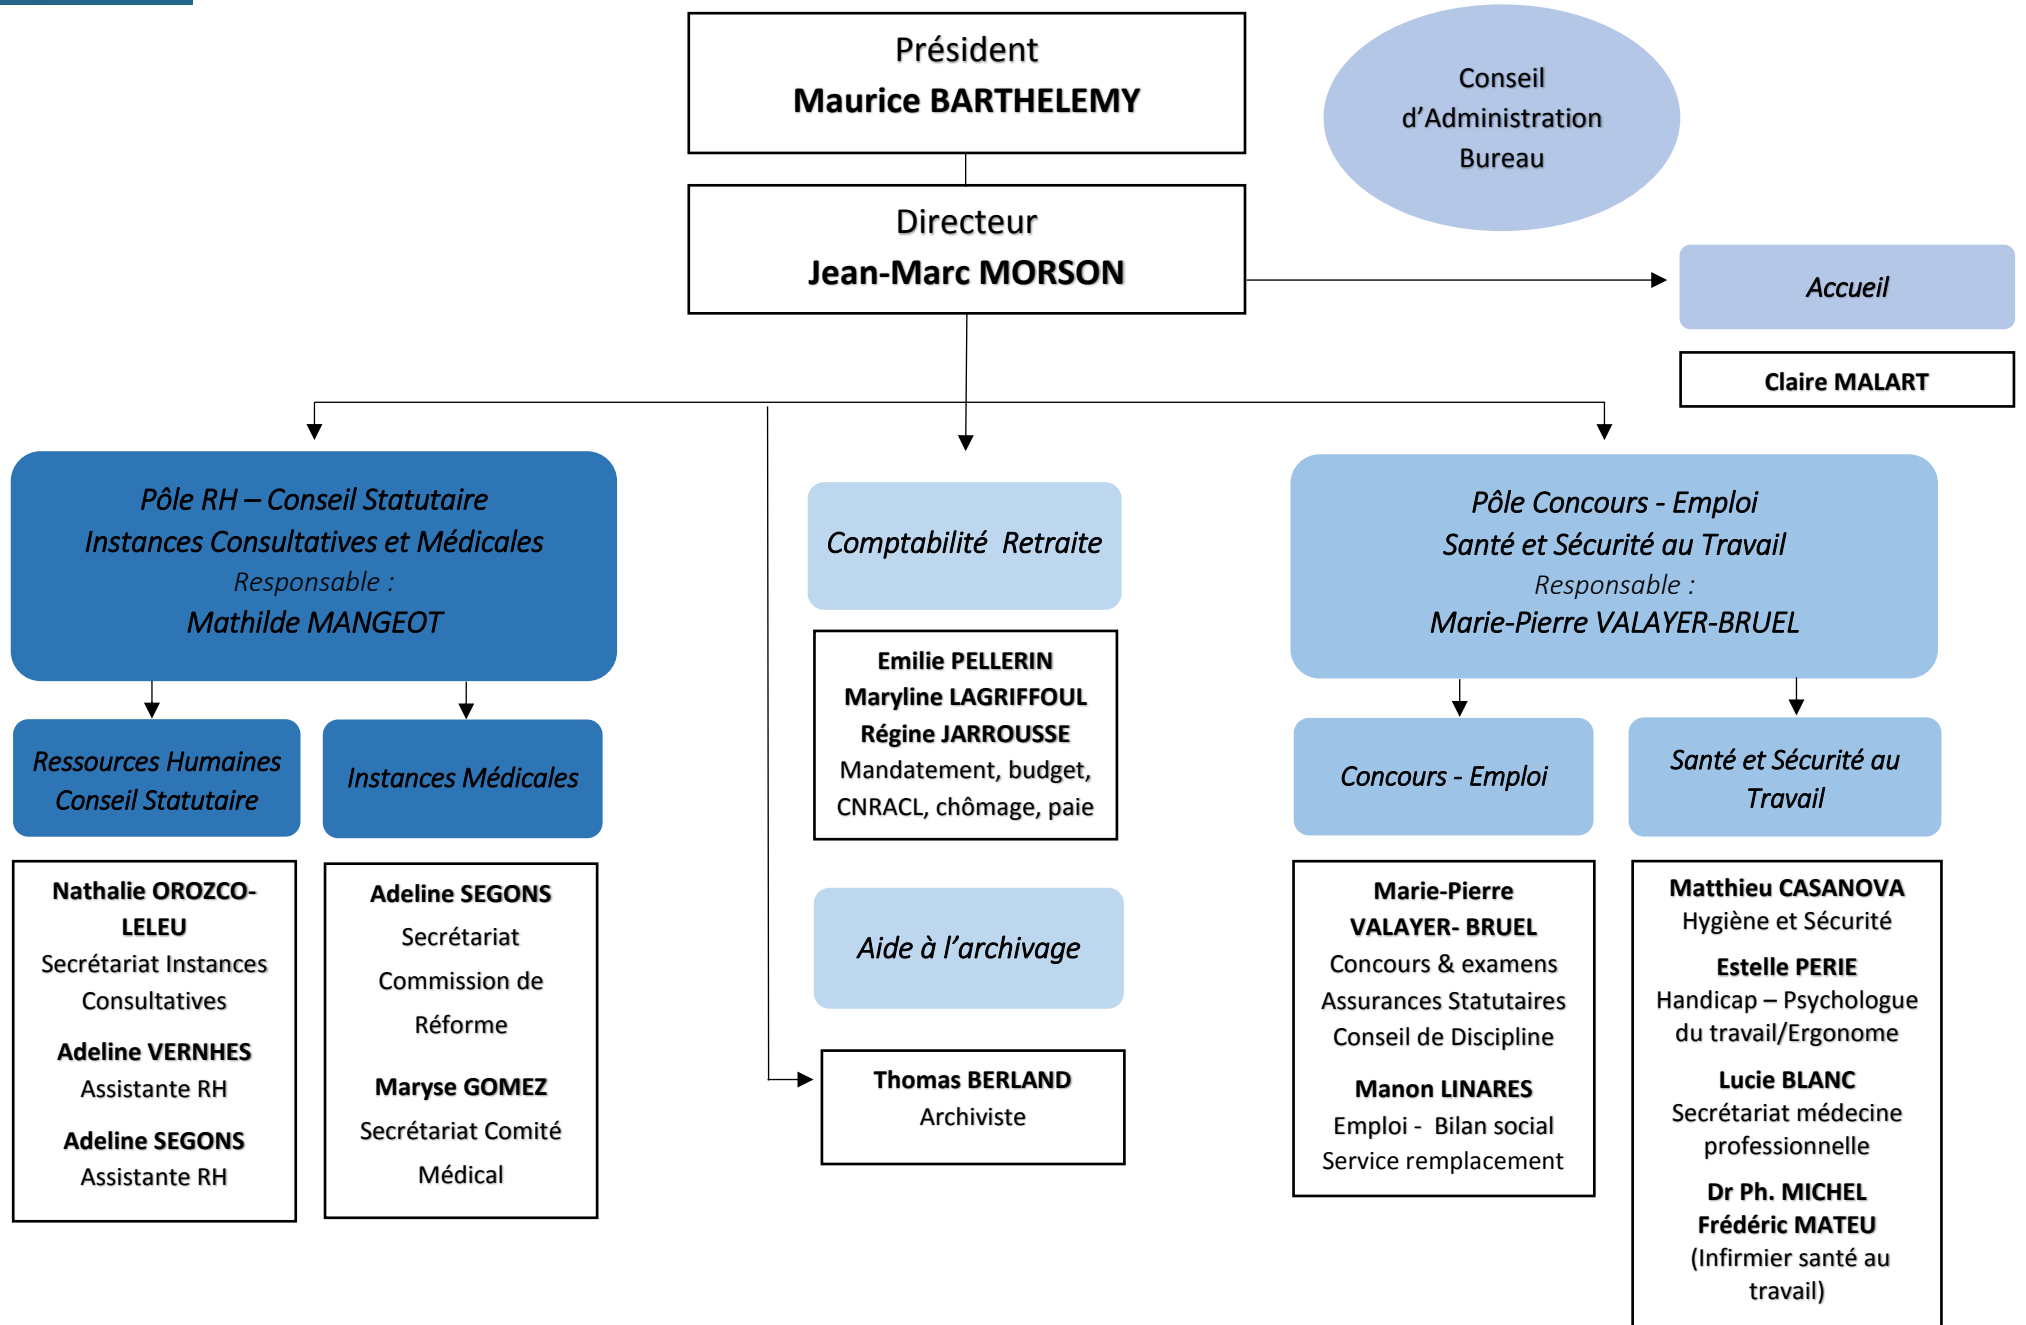 Président
Maurice BARTHELEMY
Conseil
d’Administration
Bureau
Directeur
Jean-Marc MORSON
Accueil
Claire MALART
Pôle RH – Conseil Statutaire
Instances Consultatives et Médicales
Responsable :
Mathilde MANGEOT
Ressources Humaines
Conseil Statutaire
Nathalie OROZCO-
LELEU
Secrétariat Instances
Consultatives
Adeline VERNHES
Assistante RH
Adeline SEGONS
Assistante RH
Instances Médicales
Adeline SEGONS
Secrétariat
Commission de
Réforme
Maryse GOMEZ
Secrétariat Comité
Médical
Comptabilité  Retraite
Emilie PELLERIN
Maryline LAGRIFFOUL
Régine JARROUSSE
Mandatement, budget,
CNRACL, chômage, paie
Aide à l’archivage
Thomas BERLAND
Archiviste
Pôle Concours - Emploi
Santé et Sécurité au Travail
Responsable :
Marie-Pierre VALAYER-BRUEL
Concours - Emploi
Marie-Pierre
VALAYER- BRUEL
Concours & examens
Assurances Statutaires
Conseil de Discipline
Manon LINARES
Emploi -  Bilan social
Service remplacement
Santé et Sécurité au
Travail
Matthieu CASANOVA
Hygiène et Sécurité
Estelle PERIE
Handicap – Psychologue
du travail/Ergonome
Lucie BLANC
Secrétariat médecine
professionnelle
Dr Ph. MICHEL
Frédéric MATEU
(Infirmier santé au
travail)